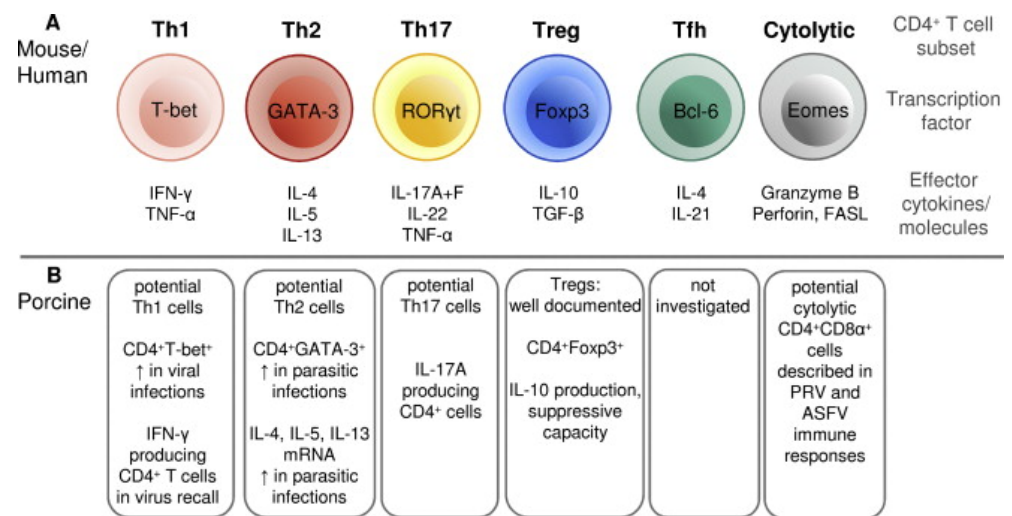 A
Mouse/
Human
Th1
Th2
Th17
Treg
Tfh
Cytolytic
CD4⁺ T cell
subset
T-bet
GATA-3
RORγt
Foxp3
Bcl-6
Eomes
Transcription
factor
IFN-γ
TNF-α
IL-4
IL-5
IL-13
IL-17A+F
IL-22
TNF-α
IL-10
TGF-β
IL-4
IL-21
Granzyme B
Perforin, FASL
Effector
cytokines/
molecules
B
Porcine
potential
Th1 cells
CD4⁺T-bet⁺
↑ in viral
infections
IFN-γ
producing
CD4⁺ T cells
in virus recall
potential
Th2 cells
CD4⁺GATA-3⁺
↑ in parasitic
infections
IL-4, IL-5, IL-13
mRNA
↑ in parasitic
infections
potential
Th17 cells
IL-17A
producing
CD4⁺ cells
Tregs:
well documented
CD4⁺Foxp3⁺
IL-10 production,
suppressive
capacity
not
investigated
potential
cytolytic
CD4⁺CD8α⁺
cells
described in
PRV and
ASFV
immune
responses